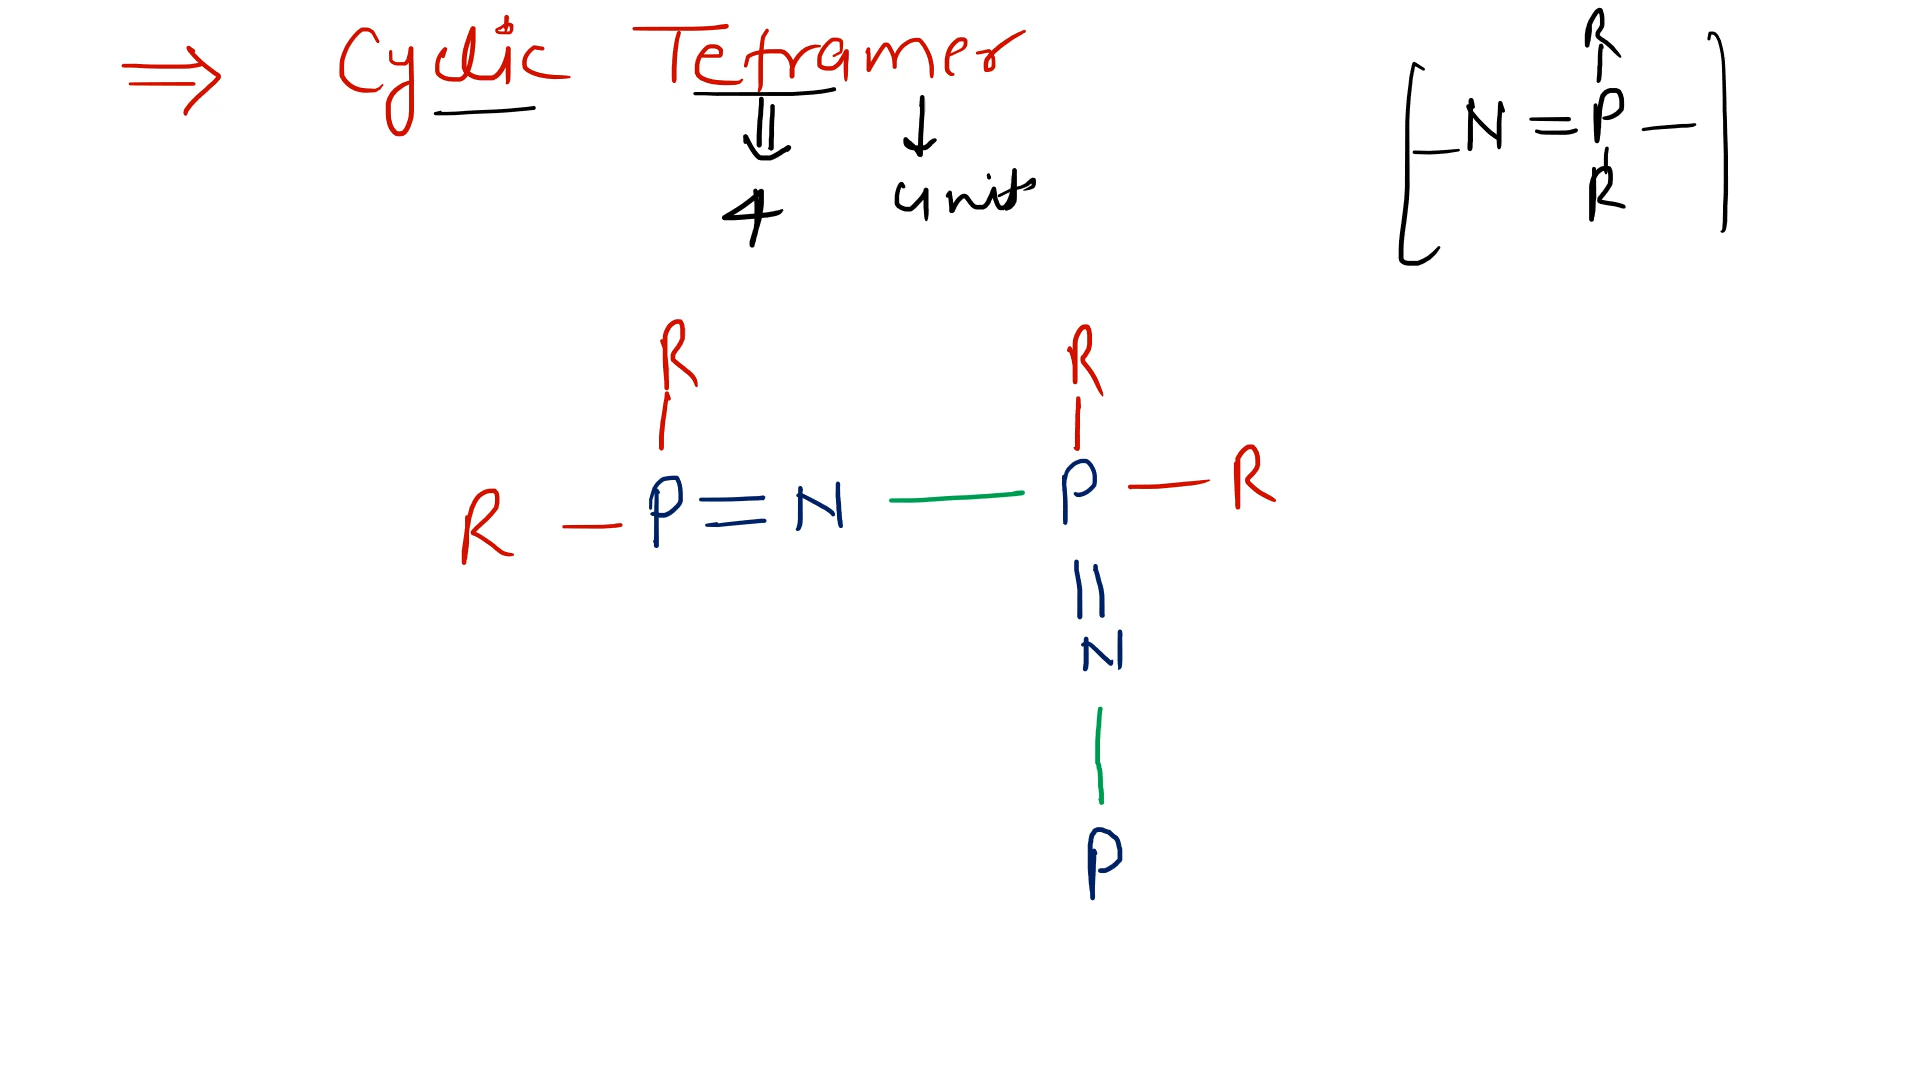 ⇒ Cyclic Tetramer
4 unit
R
[ — N = P — ]
R
R R
R — P = N — P — R
||
N
|
P